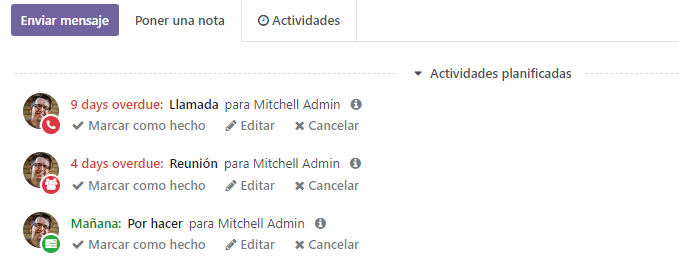 Enviar mensaje Poner una nota Actividades
Actividades planificadas
9 days overdue: Llamada para Mitchell Admin
Marcar como hecho Editar Cancelar
4 days overdue: Reunión para Mitchell Admin
Marcar como hecho Editar Cancelar
Mañana: Por hacer para Mitchell Admin
Marcar como hecho Editar Cancelar